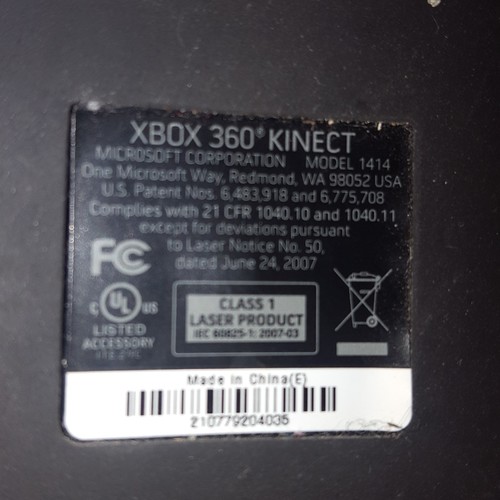 XBOX 360® KINECT
MICROSOFT CORPORATION MODEL 1414
One Microsoft Way, Redmond, WA 98052 USA
U.S. Patent Nos. 6,483,918 and 6,775,708
Complies with 21 CFR 1040.10 and 1040.11
except for deviations pursuant
to Laser Notice No. 50,
dated June 24, 2007
FC
C UL US
LISTED
ACCESSORY
CLASS 1
LASER PRODUCT
IEC 60825-1: 2007-03
Made in China(E)
210779204035